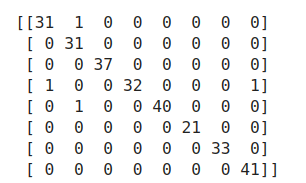 [[31 1 0 0 0 0 0 0]
[ 0 31 0 0 0 0 0 0]
[ 0 0 37 0 0 0 0 0]
[ 1 0 0 32 0 0 0 1]
[ 0 1 0 0 40 0 0 0]
[ 0 0 0 0 0 21 0 0]
[ 0 0 0 0 0 0 33 0]
[ 0 0 0 0 0 0 0 41]]